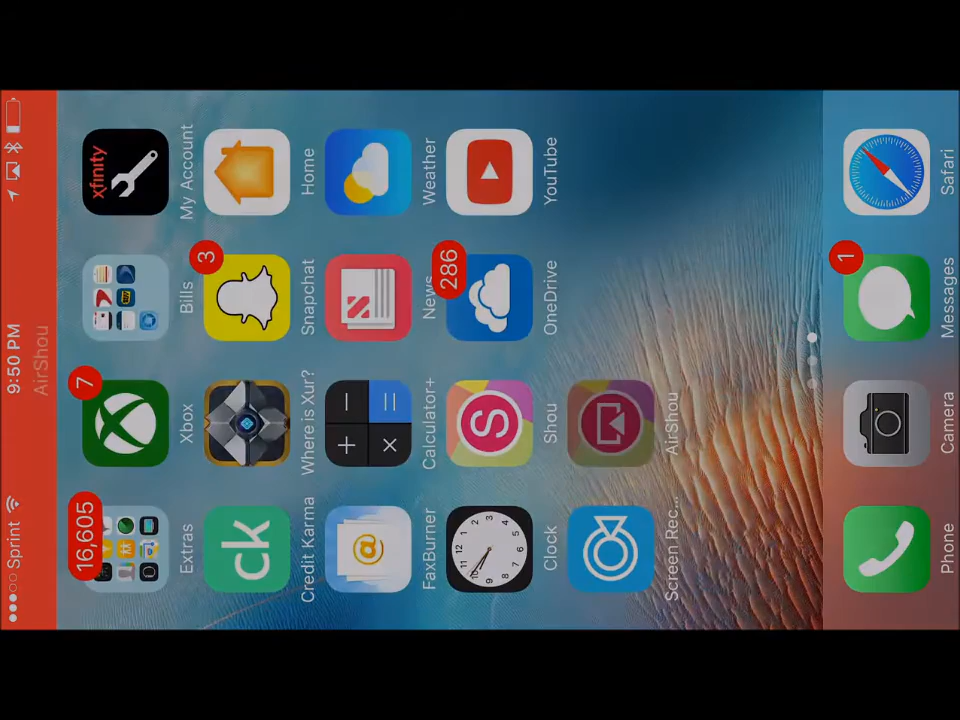 Sprint 9:50 PM
AirShou
16,605 7
Extras Xbox Bills My Account
xfinity
3
ck
Credit Karma Where is Xur? Snapchat Home
FaxBurner Calculator+ News Weather
286
Clock Shou OneDrive YouTube
Screen Rec... AirShou
1
Phone Camera Messages Safari